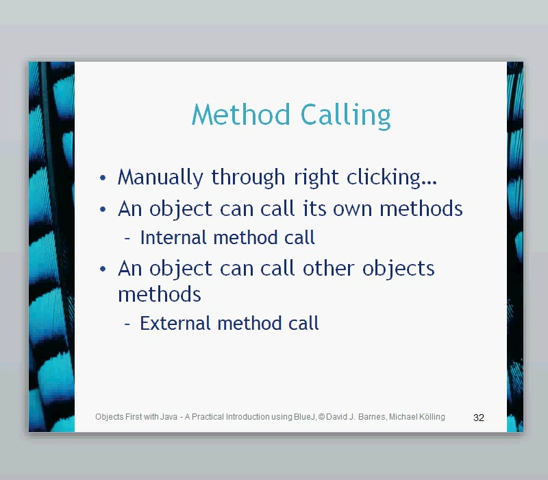 Method Calling
• Manually through right clicking…
• An object can call its own methods
- Internal method call
• An object can call other objects
methods
- External method call
Objects First with Java - A Practical Introduction using BlueJ, © David J. Barnes, Michael Kölling
32